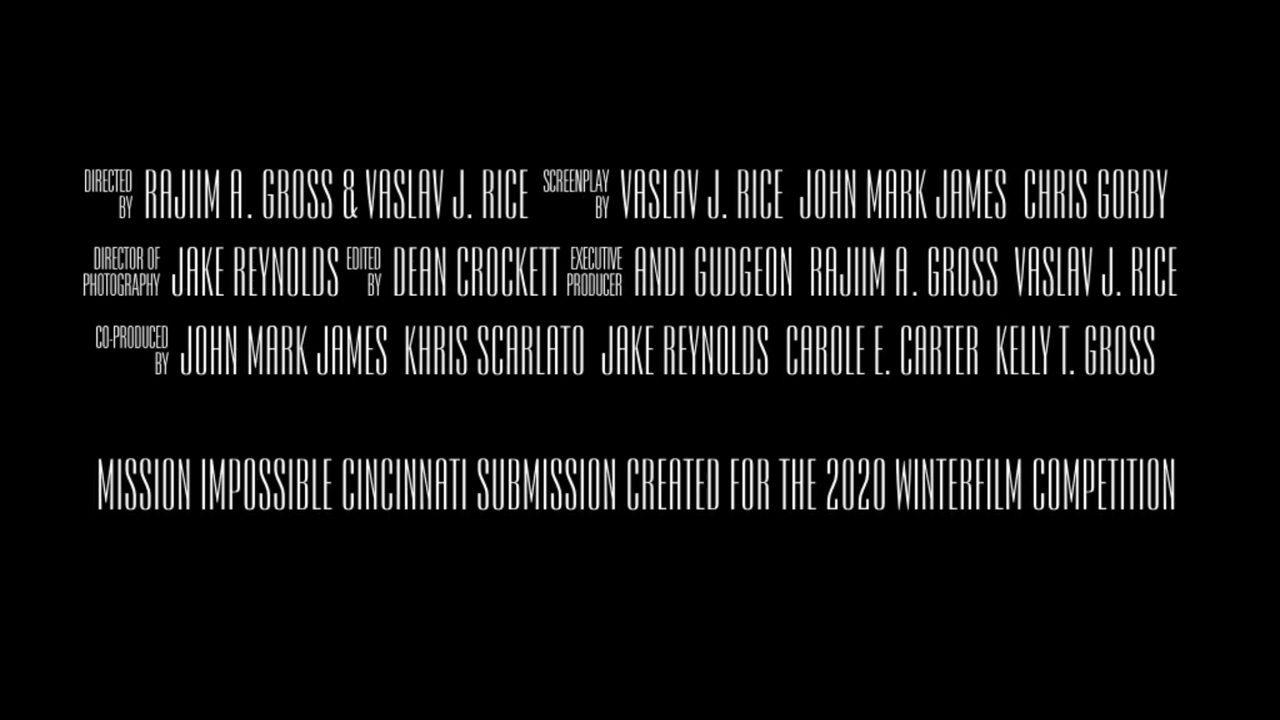 DIRECTED BY RAJIIM A. GROSS & VASLAV J. RICE SCREENPLAY BY VASLAV J. RICE JOHN MARK JAMES CHRIS GORDY
DIRECTOR OF PHOTOGRAPHY JAKE REYNOLDS EDITED BY DEAN CROCKETT EXECUTIVE PRODUCER ANDI GUDGEON RAJIIM A. GROSS VASLAV J. RICE
CO-PRODUCED BY JOHN MARK JAMES KHRIS SCARLATO JAKE REYNOLDS CAROLE E. CARTER KELLY T. GROSS
MISSION IMPOSSIBLE CINCINNATI SUBMISSION CREATED FOR THE 2020 WINTERFILM COMPETITION